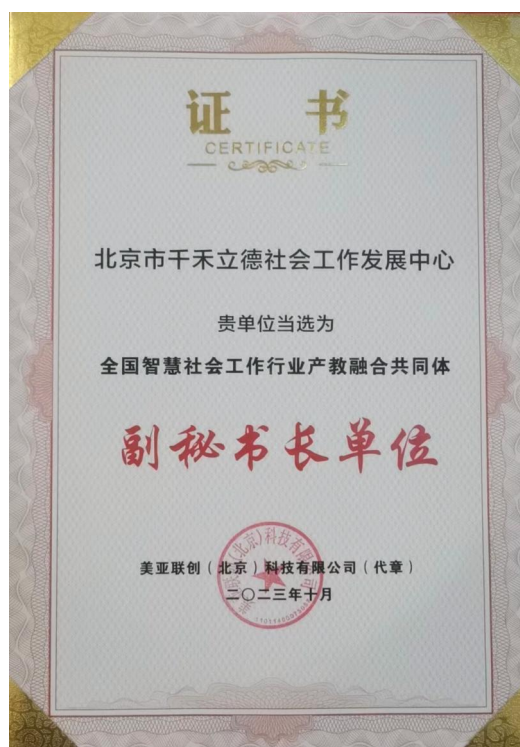 证 书
CERTIFICATE
北京市千禾立德社会工作发展中心
贵单位当选为
全国智慧社会工作行业产教融合共同体
副秘书长单位
美亚联创（北京）科技有限公司（代章）
二〇二三年十月